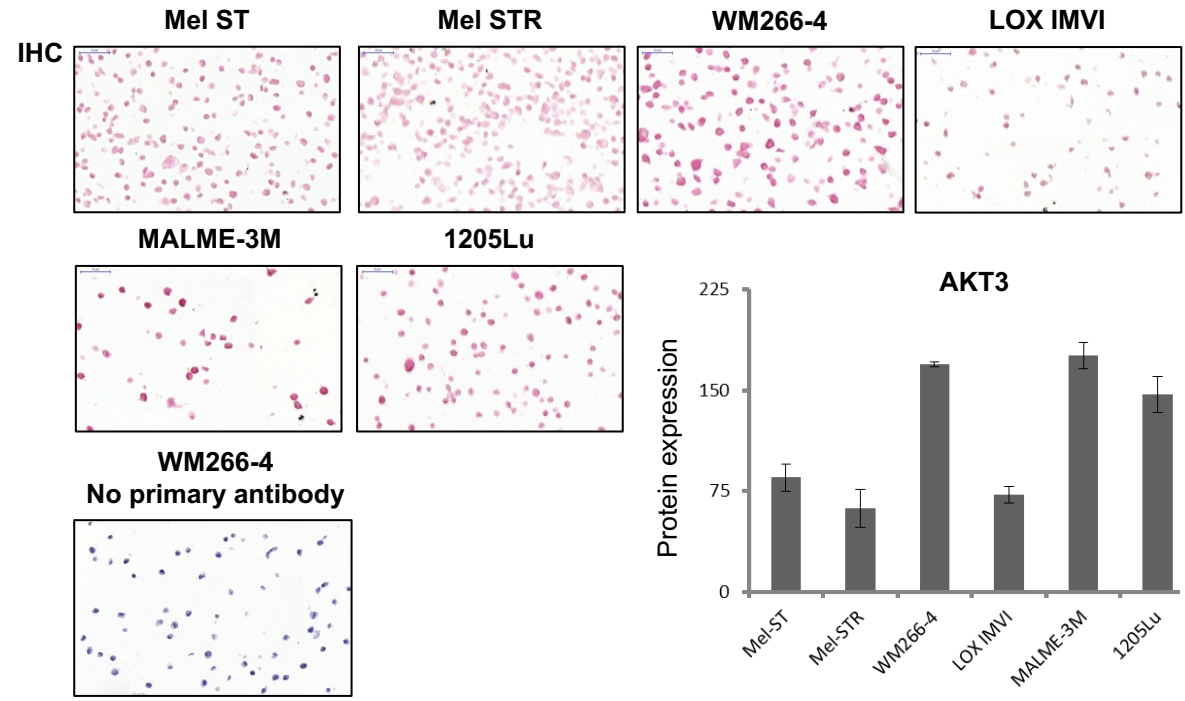 Mel ST
Mel STR
WM266-4
LOX IMVI
IHC
MALME-3M
1205Lu
WM266-4
No primary antibody
AKT3
Protein expression
225
150
75
0
Mel-ST
Mel-STR
WM266-4
LOX IMVI
MALME-3M
1205Lu